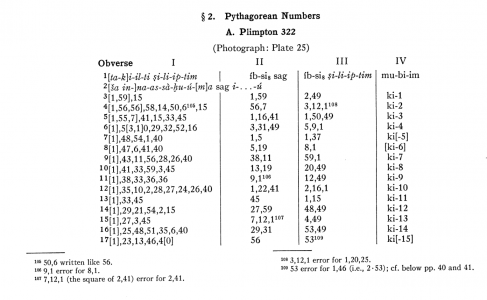 § 2. Pythagorean Numbers
A. Plimpton 322
(Photograph: Plate 25)
Obverse I II III IV
1[ta-k]i-il-ti ṣi-li-ip-tim íb-si₈ sag íb-si₈ ṣi-li-ip-tim mu-bi-im
2[ša in-]na-as-sà-ḫu-ú-[m]a sag i-...-ú
3[1,59],15 1,59 2,49 ki-1
4[1,56,56],58,14,50,6¹⁰⁵,15 56,7 3,12,1¹⁰⁸ ki-2
5[1,55,7],41,15,33,45 1,16,41 1,50,49 ki-3
6[1],5[3,1]0,29,32,52,16 3,31,49 5,9,1 ki-4
7[1],48,54,1,40 1,5 1,37 ki[-5]
8[1],47,6,41,40 5,19 8,1 [ki-6]
9[1],43,11,56,28,26,40 38,11 59,1 ki-7
10[1],41,33,59,3,45 13,19 20,49 ki-8
11[1],38,33,36,36 9,1¹⁰⁶ 12,49 ki-9
12[1],35,10,2,28,27,24,26,40 1,22,41 2,16,1 ki-10
13[1],33,45 45 1,15 ki-11
14[1],29,21,54,2,15 27,59 48,49 ki-12
15[1],27,3,45 7,12,1¹⁰⁷ 4,49 ki-13
16[1],25,48,51,35,6,40 29,31 53,49 ki-14
17[1],23,13,46,4[0] 56 53¹⁰⁹ ki[-15]
¹⁰⁵ 50,6 written like 56.
¹⁰⁶ 9,1 error for 8,1.
¹⁰⁷ 7,12,1 (the square of 2,41) error for 2,41.
¹⁰⁸ 3,12,1 error for 1,20,25.
¹⁰⁹ 53 error for 1,46 (i.e., 2·53); cf. below pp. 40 and 41.